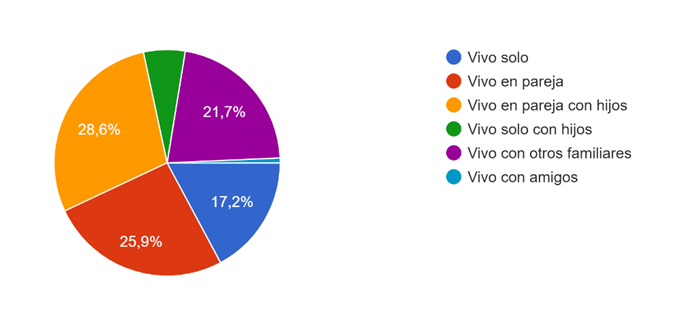 28,6%
21,7%
17,2%
25,9%
Vivo solo
Vivo en pareja
Vivo en pareja con hijos
Vivo solo con hijos
Vivo con otros familiares
Vivo con amigos